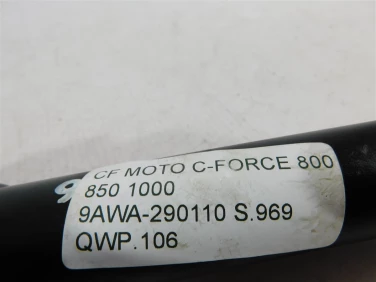 CF MOTO C-FORCE 800
850 1000
9AWA-290110 S.969
QWP.106